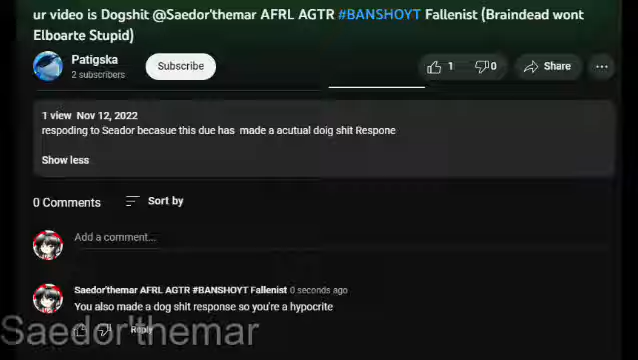 ur video is Dogshit @Saedor'themar AFRL AGTR #BANSHOYT Fallenist (Braindead wont
Elboarte Stupid)
Patigska
2 subscribers
Subscribe
1
0
Share
1 view Nov 12, 2022
respoding to Seador becasue this due has made a acutual doig shit Respone
Show less
0 Comments
Sort by
Add a comment...
Saedor'themar AFRL AGTR #BANSHOYT Fallenist 0 seconds ago
You also made a dog shit response so you're a hypocrite
Reply
Saedor'themar